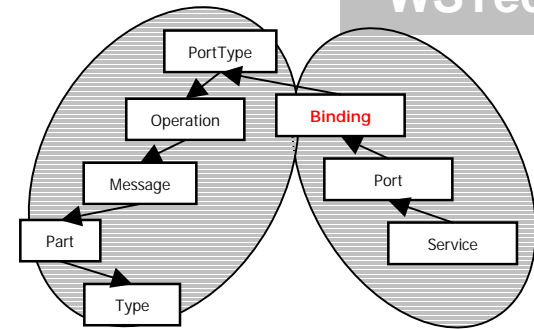 PortType
Binding
Operation
Port
Message
Part
Service
Type